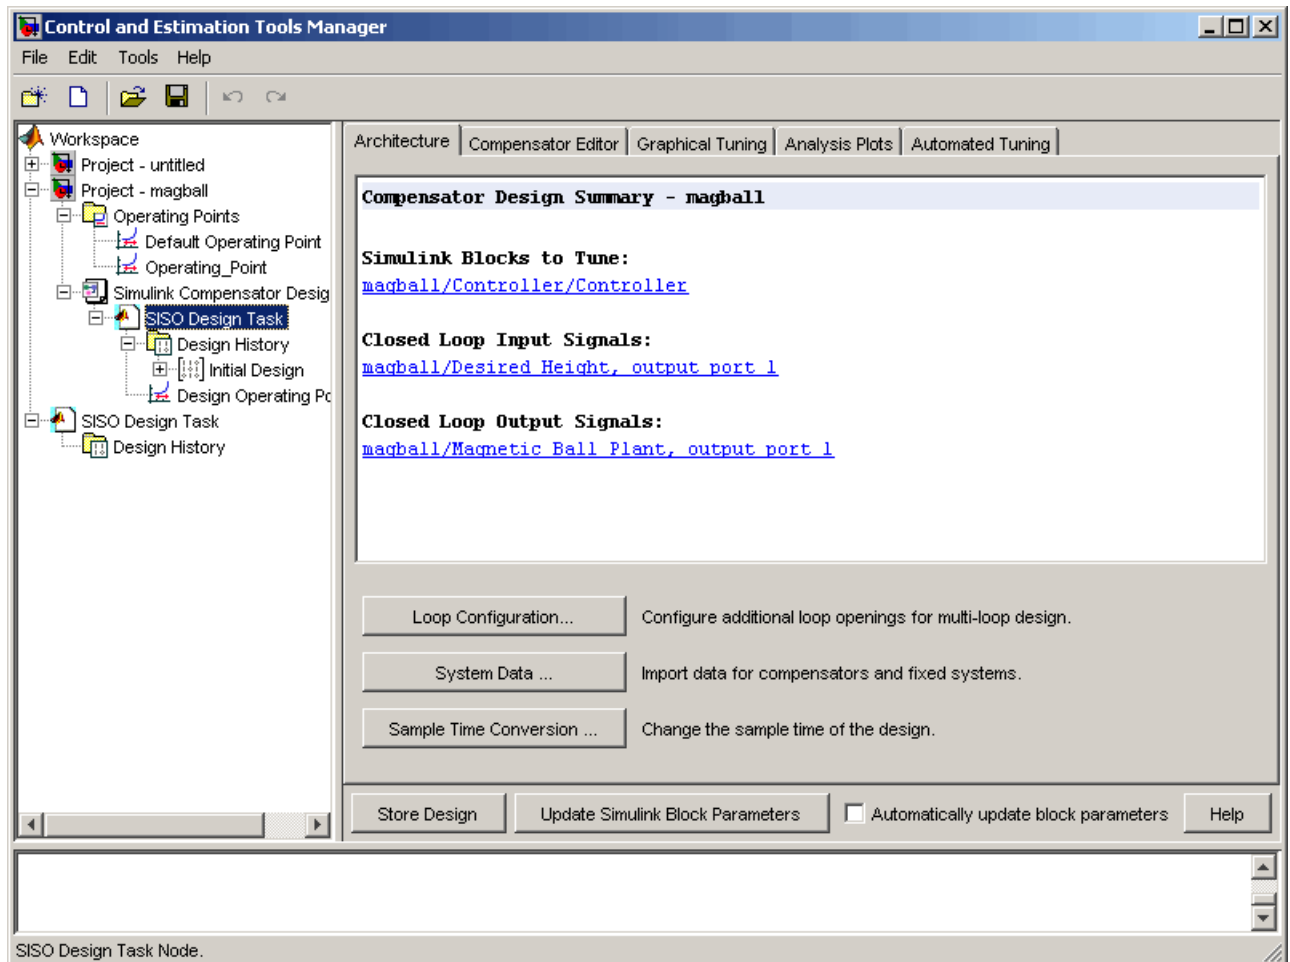 Control and Estimation Tools Manager
File Edit Tools Help
Workspace
Project - untitled
Project - magball
Operating Points
Default Operating Point
Operating_Point
Simulink Compensator Desig
SISO Design Task
Design History
Initial Design
Design Operating Po
SISO Design Task
Design History
Architecture Compensator Editor Graphical Tuning Analysis Plots Automated Tuning
Compensator Design Summary - magball
Simulink Blocks to Tune:
magball/Controller/Controller
Closed Loop Input Signals:
magball/Desired Height, output port 1
Closed Loop Output Signals:
magball/Magnetic Ball Plant, output port 1
Loop Configuration... Configure additional loop openings for multi-loop design.
System Data ... Import data for compensators and fixed systems.
Sample Time Conversion ... Change the sample time of the design.
Store Design Update Simulink Block Parameters Automatically update block parameters Help
SISO Design Task Node.